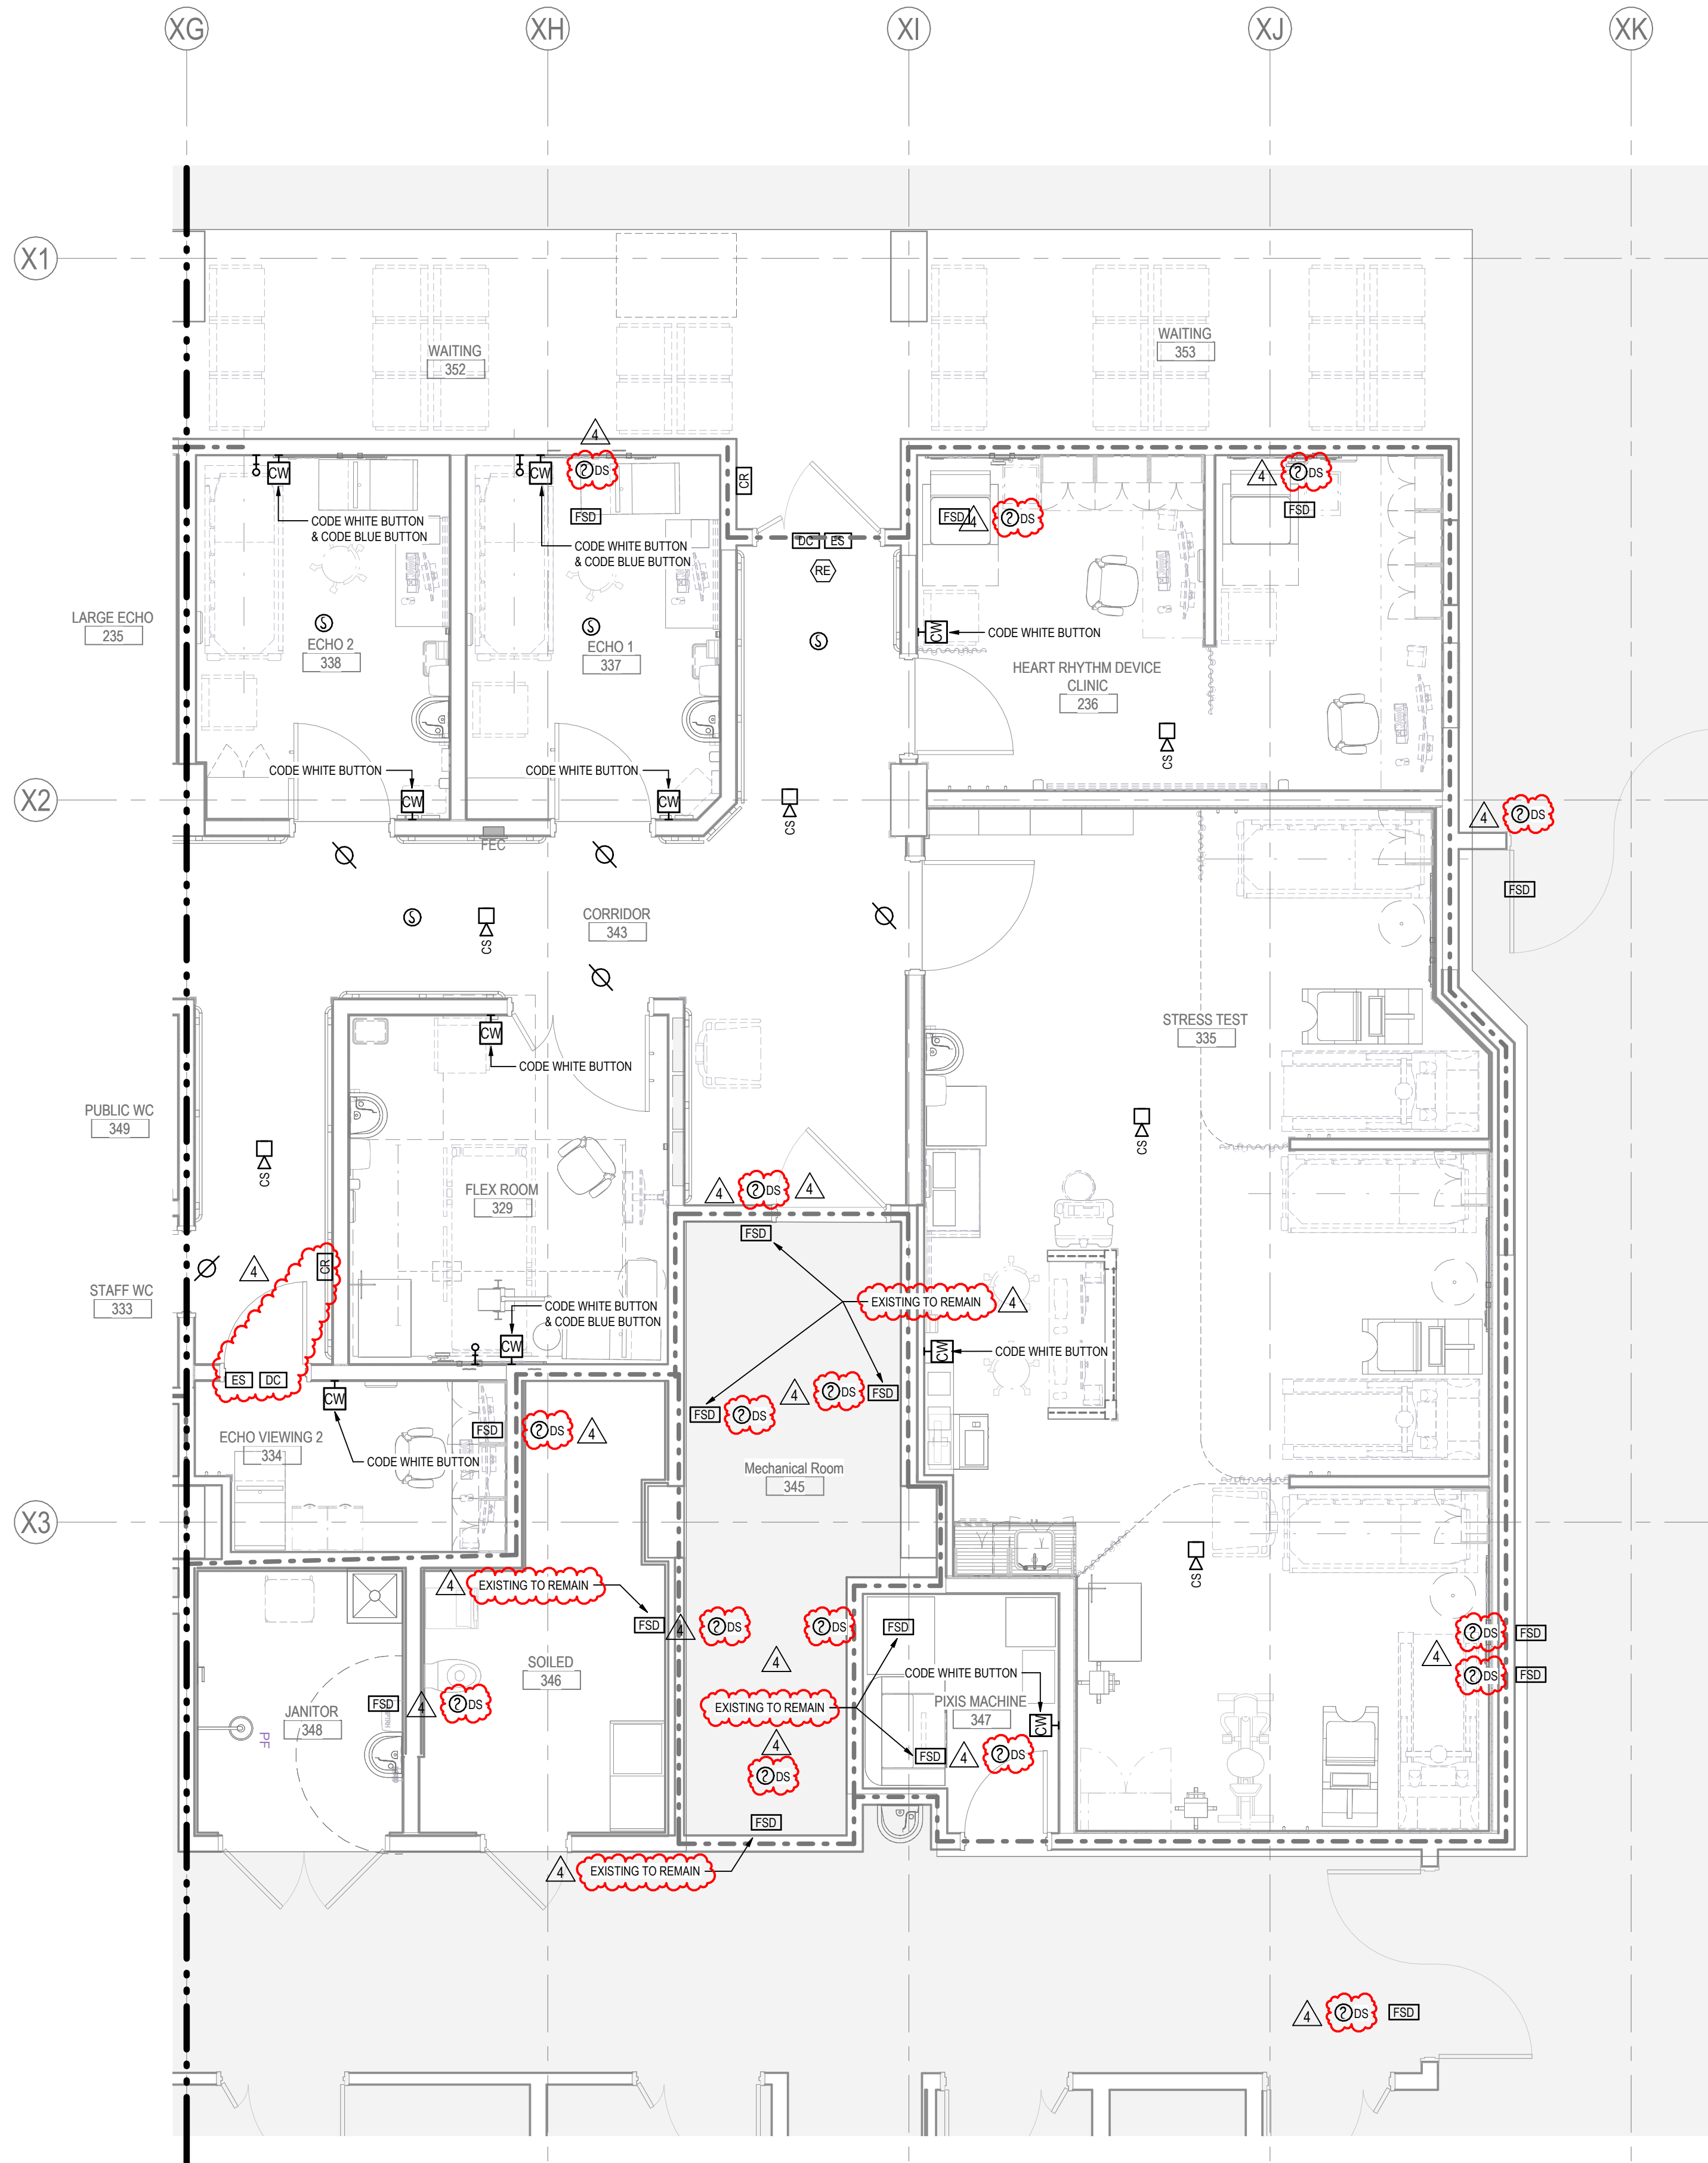 XG
XH
XI
XJ
XK
X1
WAITING
352
WAITING
353
4
CW
CW
DS
CR
4
DS
FSD
FSD
4
DS
FSD
CODE WHITE BUTTON
& CODE BLUE BUTTON
CODE WHITE BUTTON
& CODE BLUE BUTTON
DC
ES
RE
LARGE ECHO
235
S
ECHO 2
338
S
ECHO 1
337
S
CW
CODE WHITE BUTTON
HEART RHYTHM DEVICE
CLINIC
236
CS
X2
CODE WHITE BUTTON
CW
CODE WHITE BUTTON
CW
CS
4
DS
FEC
FSD
S
CS
CORRIDOR
343
CW
CODE WHITE BUTTON
STRESS TEST
335
PUBLIC WC
349
CS
CS
FLEX ROOM
329
4
DS
4
FSD
STAFF WC
333
4
CR
CODE WHITE BUTTON
& CODE BLUE BUTTON
CW
EXISTING TO REMAIN
4
CW
CODE WHITE BUTTON
ES
DC
CW
4
DS
FSD
FSD
DS
ECHO VIEWING 2
334
FSD
DS
4
CODE WHITE BUTTON
Mechanical Room
345
X3
CS
4
EXISTING TO REMAIN
FSD
4
DS
DS
FSD
DS
FSD
4
DS
FSD
4
SOILED
346
CODE WHITE BUTTON
PIXIS MACHINE
347
CW
JANITOR
348
FSD
4
DS
PF
EXISTING TO REMAIN
4
FSD
4
DS
DS
FSD
4
EXISTING TO REMAIN
4
DS
FSD